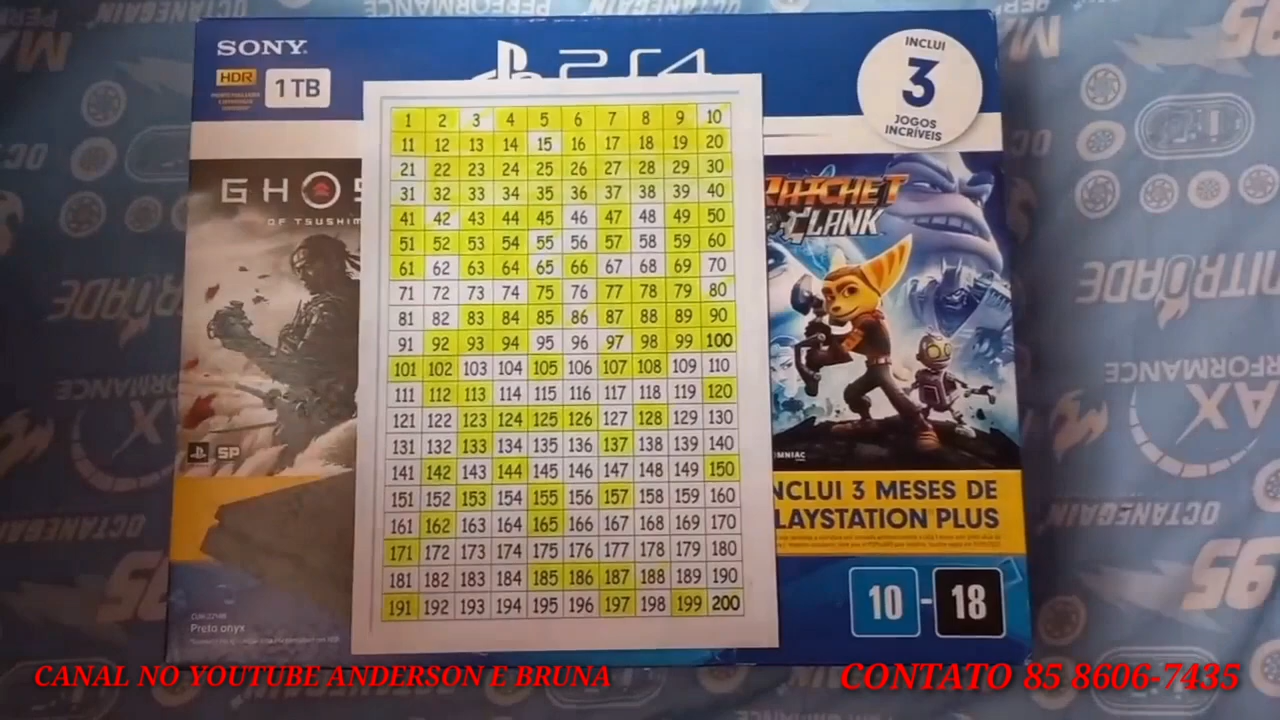 SONY
HDR
1 TB
PS4
INCLUI
3
JOGOS
INCRÍVEIS
GHOS
OF TSUSHIM
RATCHET
CLANK
1 2 3 4 5 6 7 8 9 10
11 12 13 14 15 16 17 18 19 20
21 22 23 24 25 26 27 28 29 30
31 32 33 34 35 36 37 38 39 40
41 42 43 44 45 46 47 48 49 50
51 52 53 54 55 56 57 58 59 60
61 62 63 64 65 66 67 68 69 70
71 72 73 74 75 76 77 78 79 80
81 82 83 84 85 86 87 88 89 90
91 92 93 94 95 96 97 98 99 100
101 102 103 104 105 106 107 108 109 110
111 112 113 114 115 116 117 118 119 120
121 122 123 124 125 126 127 128 129 130
131 132 133 134 135 136 137 138 139 140
141 142 143 144 145 146 147 148 149 150
151 152 153 154 155 156 157 158 159 160
161 162 163 164 165 166 167 168 169 170
171 172 173 174 175 176 177 178 179 180
181 182 183 184 185 186 187 188 189 190
191 192 193 194 195 196 197 198 199 200
SP
OMNIAC
NCLUI 3 MESES DE
LAYSTATION PLUS
10 - 18
Preto onyx
CANAL NO YOUTUBE ANDERSON E BRUNA
CONTATO 85 8606-7435